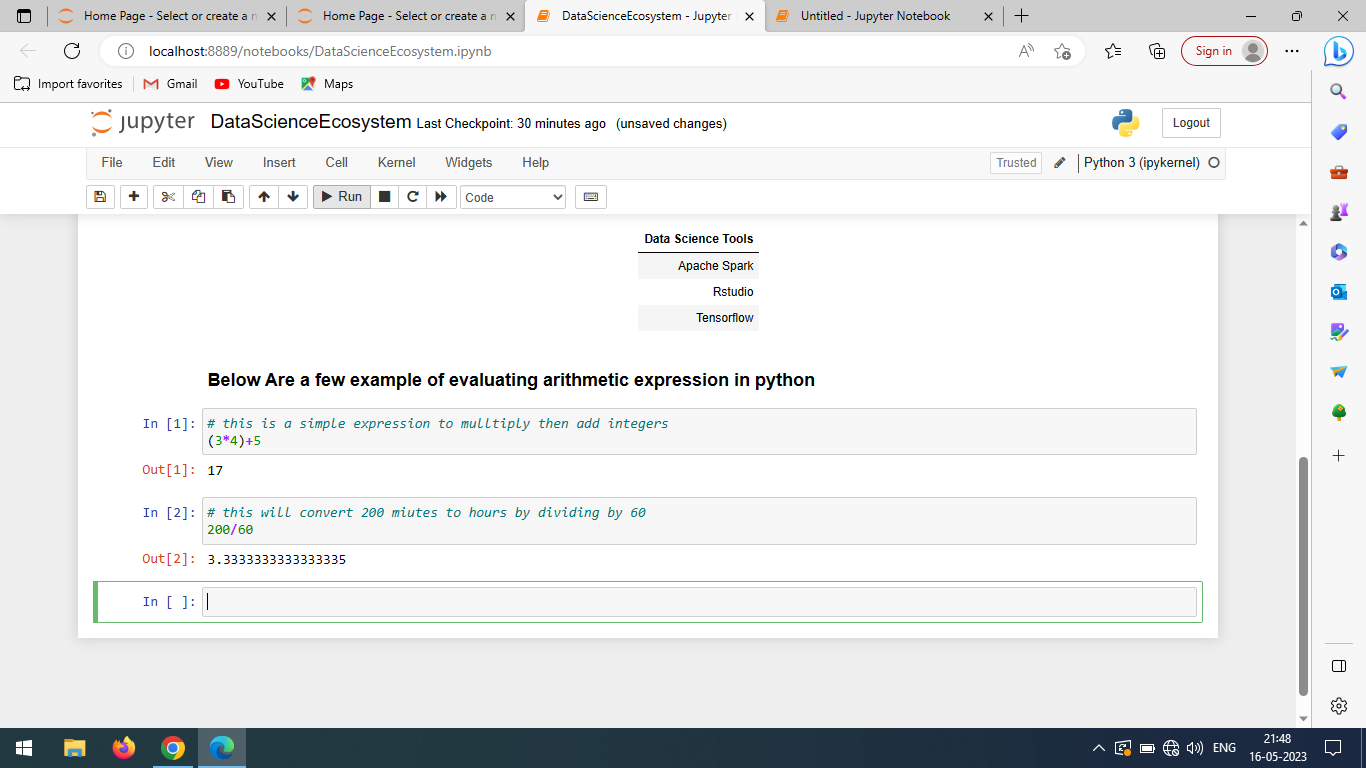 Home Page - Select or create a n
Home Page - Select or create a n
DataScienceEcosystem - Jupyter
Untitled - Jupyter Notebook
localhost:8889/notebooks/DataScienceEcosystem.ipynb
Sign in
Import favorites
Gmail
YouTube
Maps
jupyter DataScienceEcosystem Last Checkpoint: 30 minutes ago (unsaved changes)
Logout
File Edit View Insert Cell Kernel Widgets Help
Trusted
Python 3 (ipykernel)
Run
Code
Data Science Tools
Apache Spark
Rstudio
Tensorflow
Below Are a few example of evaluating arithmetic expression in python
In [1]: # this is a simple expression to mulltiply then add integers
(3*4)+5
Out[1]: 17
In [2]: # this will convert 200 miutes to hours by dividing by 60
200/60
Out[2]: 3.3333333333333335
In [ ]:
ENG
21:48
16-05-2023